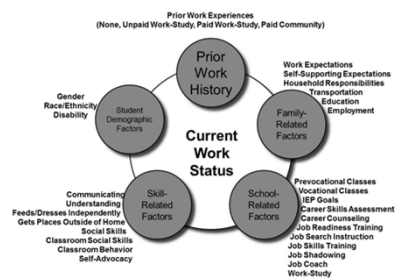 Prior Work Experiences
(None, Unpaid Work-Study, Paid Work-Study, Paid Community)
Prior
Work
History
Work Expectations
Self-Supporting Expectations
Household Responsibilities
Transportation
Education
Employment
Family-
Related
Factors
Gender
Race/Ethnicity
Disability
Student
Demographic
Factors
Current
Work
Status
Communicating
Understanding
Feeds/Dresses Independently
Gets Places Outside of Home
Social Skills
Classroom Social Skills
Classroom Behavior
Self-Advocacy
Skill-
Related
Factors
School-
Related
Factors
Prevocational Classes
Vocational Classes
IEP Goals
Career Skills Assessment
Career Counseling
Job Readiness Training
Job Search Instruction
Job Skills Training
Job Shadowing
Job Coach
Work-Study